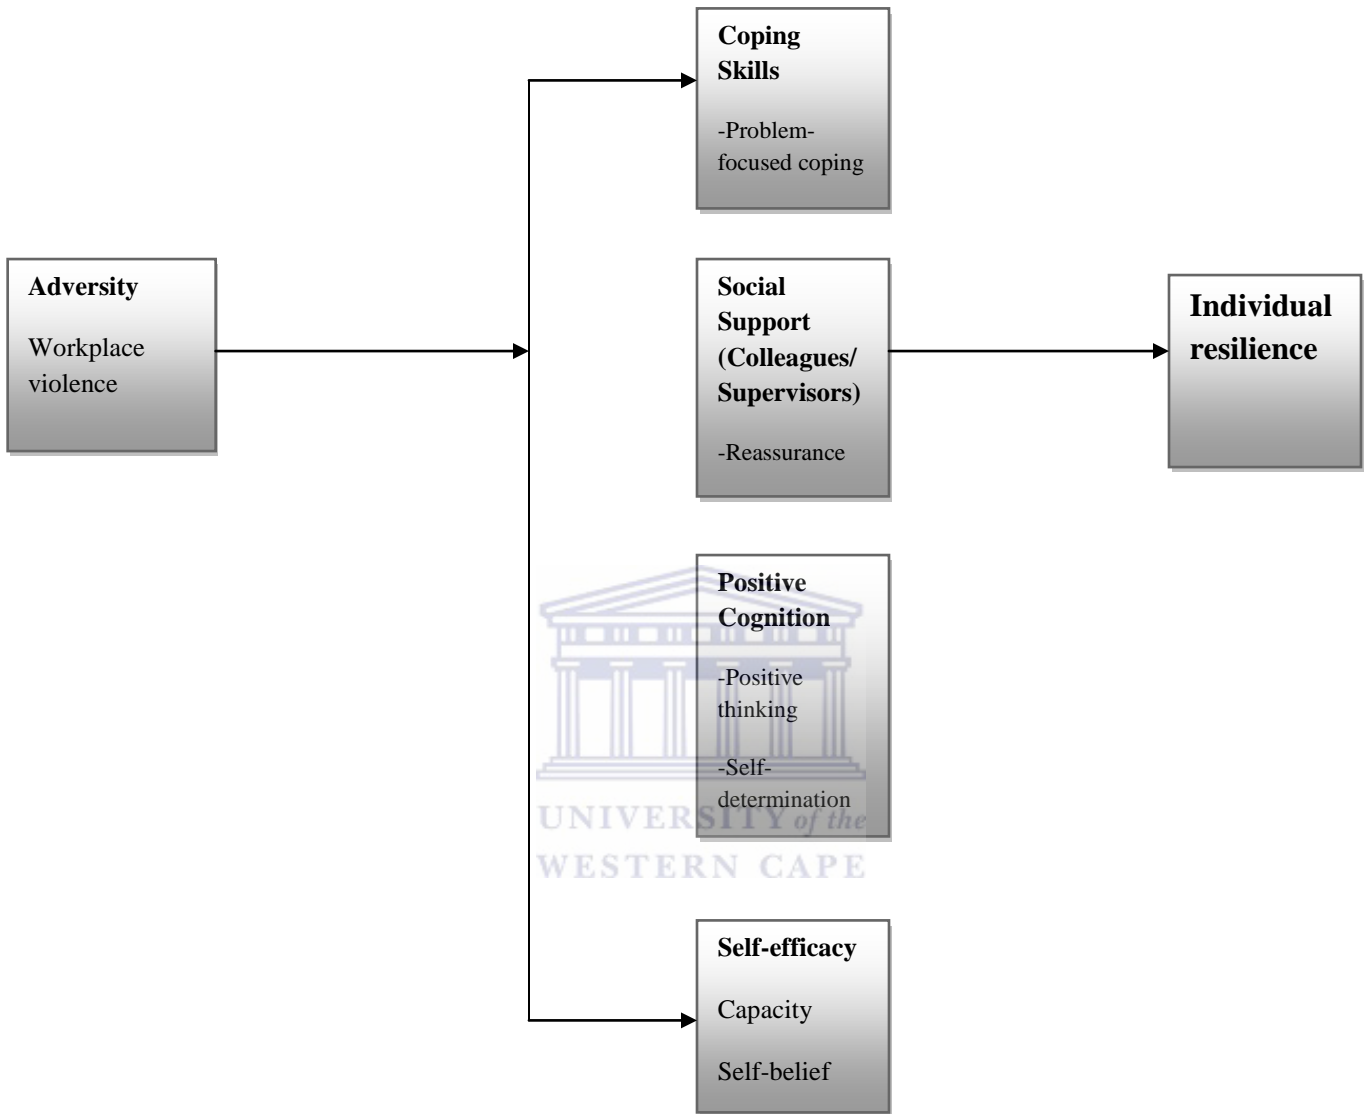 Coping
Skills
-Problem-
focused coping
Adversity
Workplace
violence
Social
Support
(Colleagues/
Supervisors)
-Reassurance
Individual
resilience
Positive
Cognition
-Positive
thinking
-Self-
determination
UNIVERSITY of the
WESTERN CAPE
Self-efficacy
Capacity
Self-belief